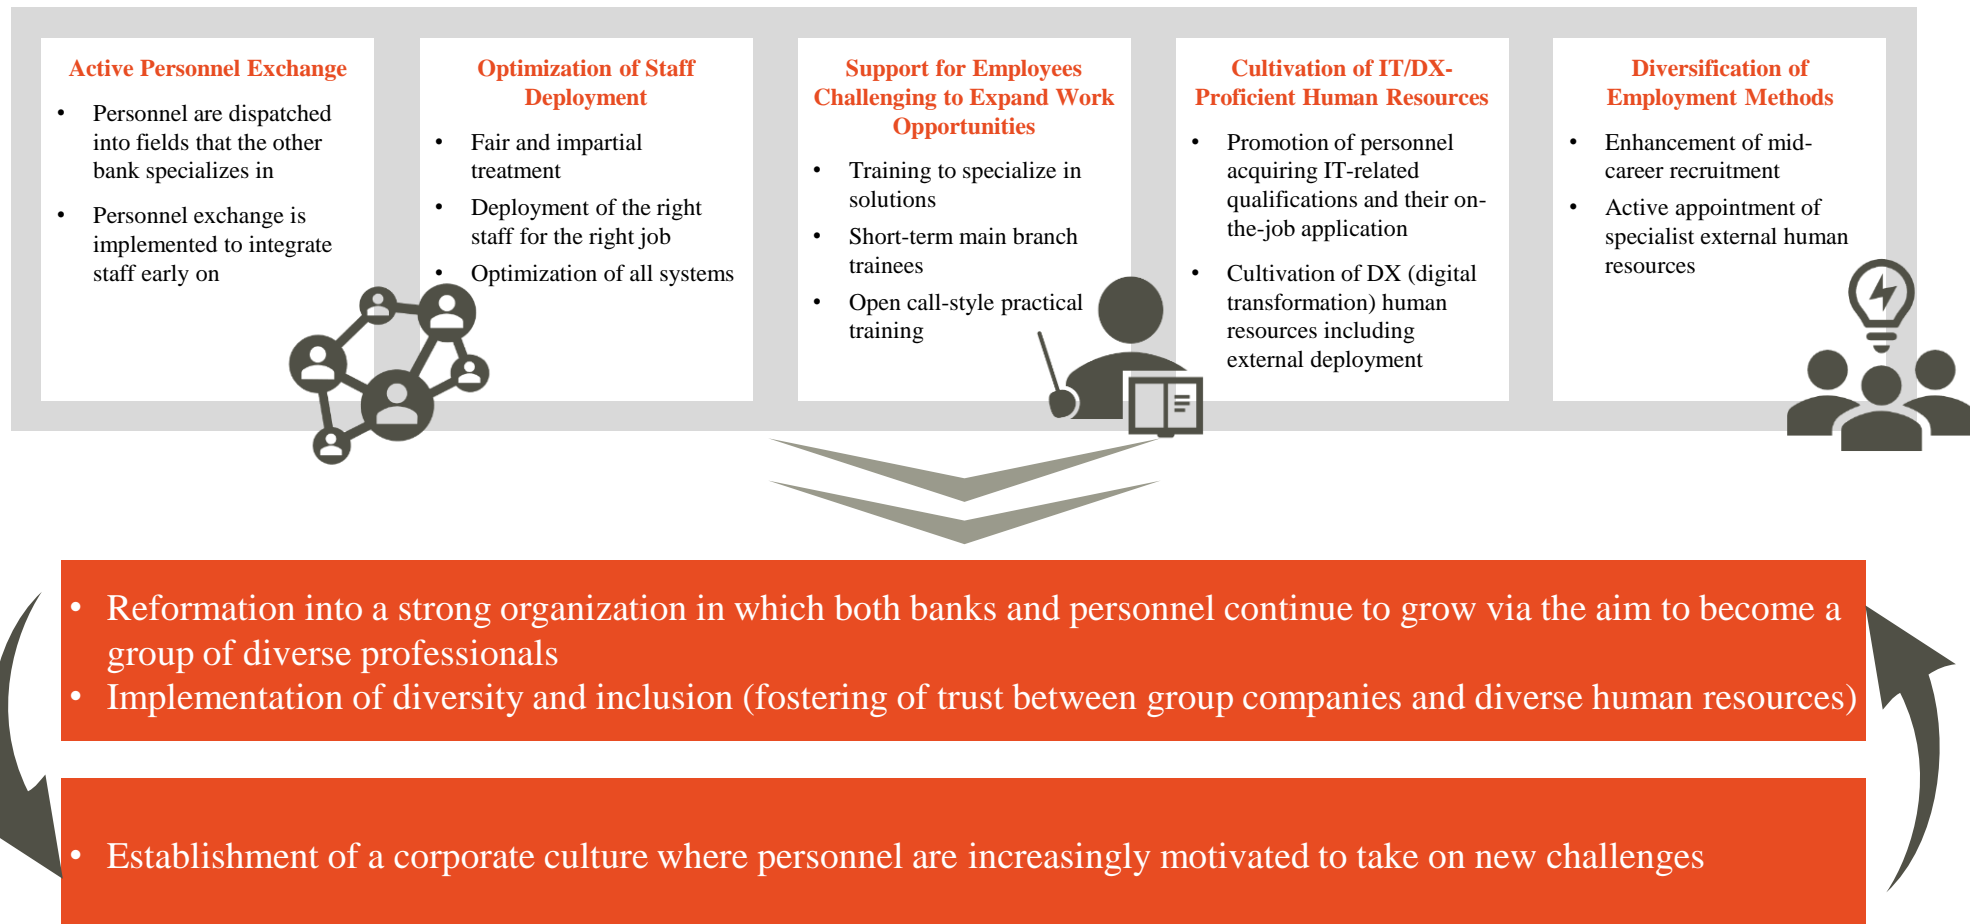 Active Personnel Exchange
• Personnel are dispatched
into fields that the other
bank specializes in
• Personnel exchange is
implemented to integrate
staff early on
Optimization of Staff
Deployment
• Fair and impartial
treatment
• Deployment of the right
staff for the right job
• Optimization of all systems
Support for Employees
Challenging to Expand Work
Opportunities
• Training to specialize in
solutions
• Short-term main branch
trainees
• Open call-style practical
training
Cultivation of IT/DX-
Proficient Human Resources
• Promotion of personnel
acquiring IT-related
qualifications and their on-
the-job application
• Cultivation of DX (digital
transformation) human
resources including
external deployment
Diversification of
Employment Methods
• Enhancement of mid-
career recruitment
• Active appointment of
specialist external human
resources
• Reformation into a strong organization in which both banks and personnel continue to grow via the aim to become a
group of diverse professionals
• Implementation of diversity and inclusion (fostering of trust between group companies and diverse human resources)
• Establishment of a corporate culture where personnel are increasingly motivated to take on new challenges